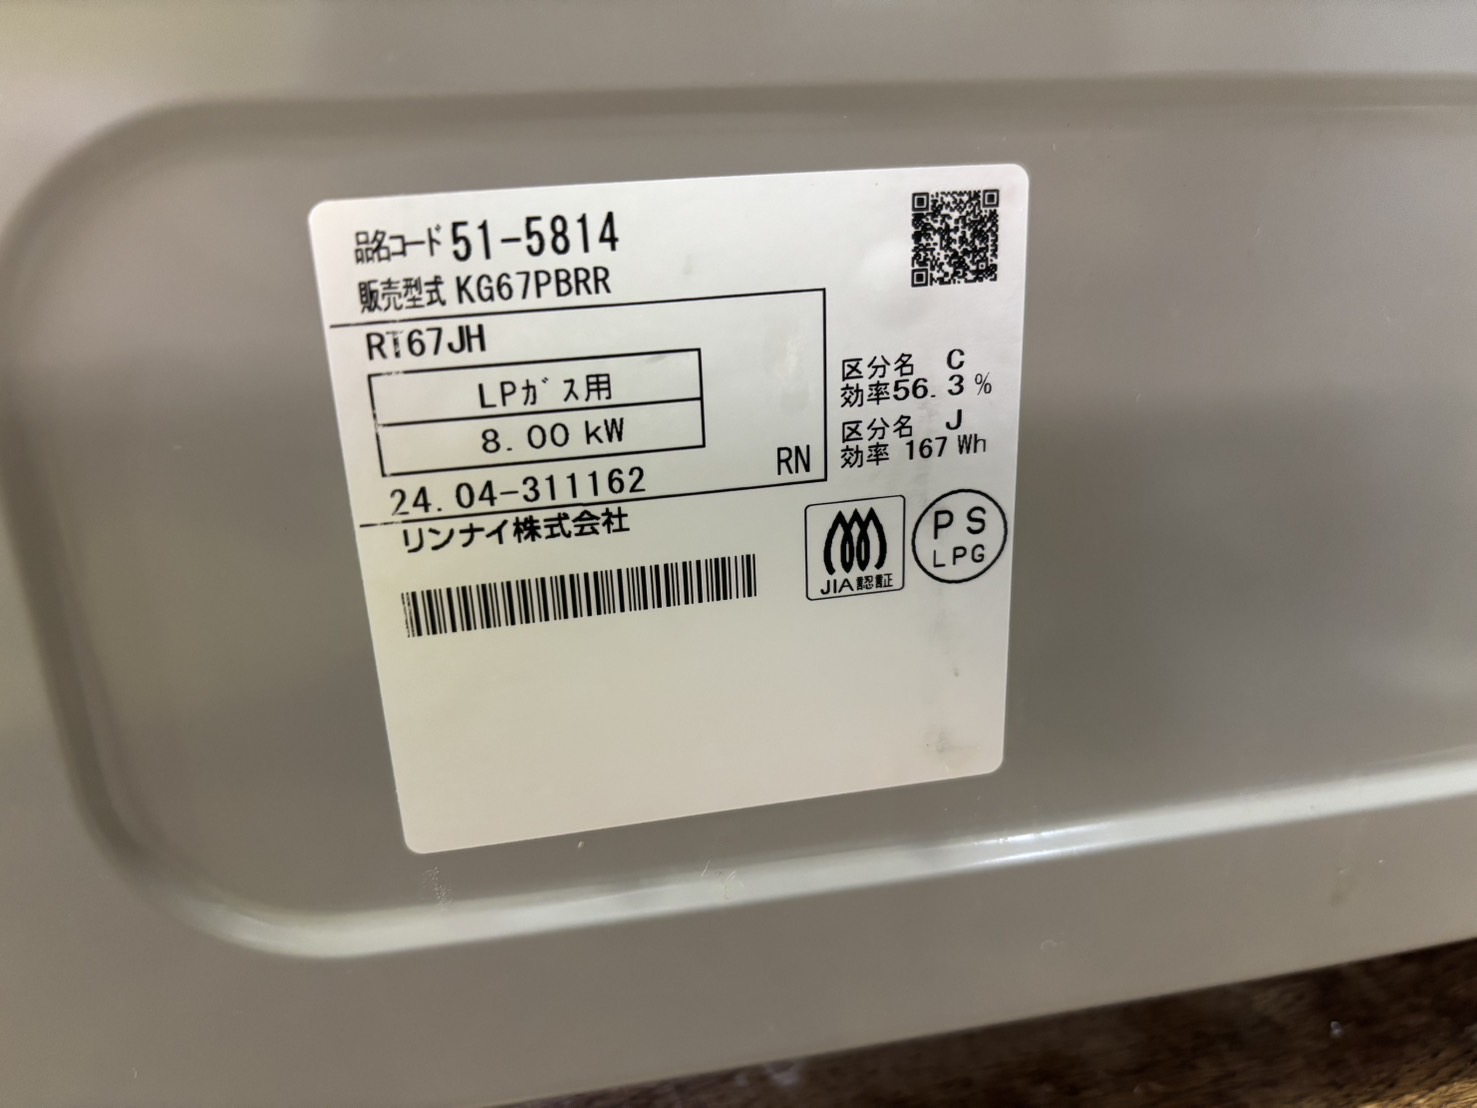 品名コード 51-5814
販売型式 KG67PBRR
RT67JH
LPガス用
8.00 kW
24.04-311162
RN
リンナイ株式会社
区分名 C
効率56.3 %
区分名 J
効率 167 Wh
JIA認証
PS
LPG